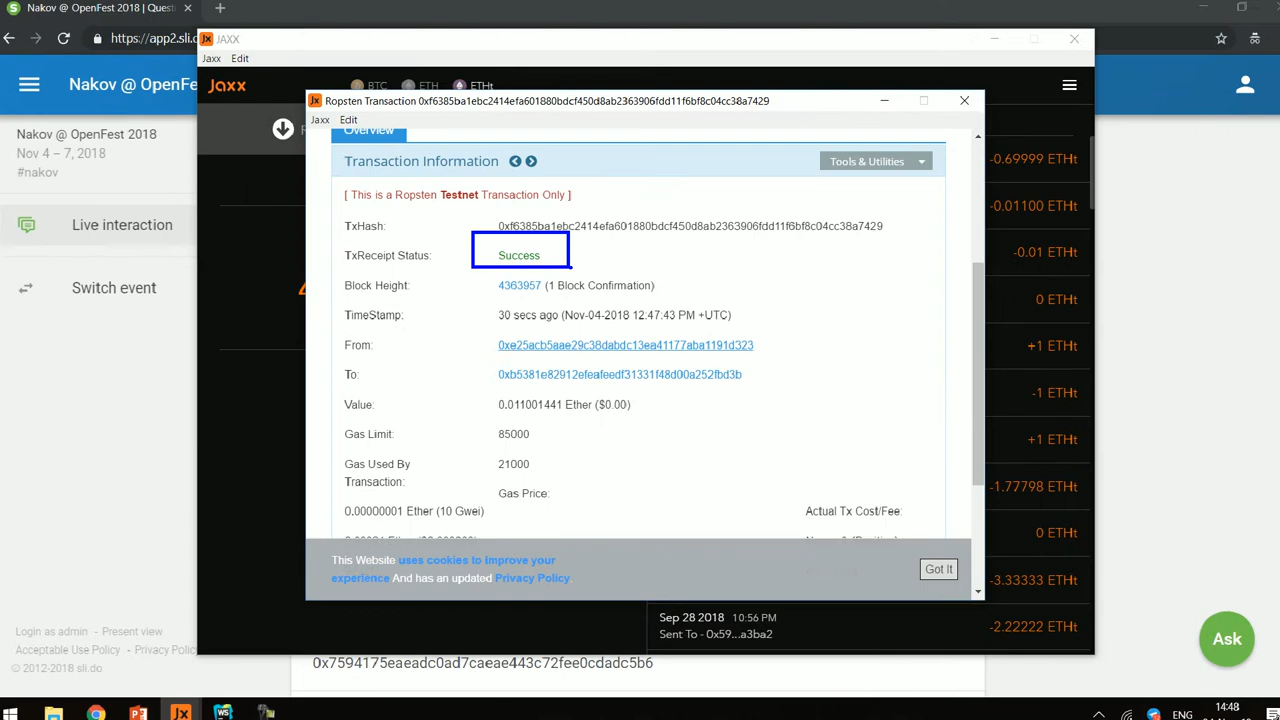 Nakov @ OpenFest 2018 | Quest
https://app2.sli.d
JAXX
Jaxx Edit
Jaxx
BTC ETH ETHt
Nakov @ OpenFe
Nakov @ OpenFest 2018
Nov 4 – 7, 2018
#nakov
Live interaction
Switch event
Ropsten Transaction 0xf6385ba1ebc2414efa601880bdcf450d8ab2363906fdd11f6bf8c04cc38a7429
Jaxx Edit
Overview
Transaction Information
Tools & Utilities
[ This is a Ropsten Testnet Transaction Only ]
TxHash: 0xf6385ba1ebc2414efa601880bdcf450d8ab2363906fdd11f6bf8c04cc38a7429
TxReceipt Status: Success
Block Height: 4363957 (1 Block Confirmation)
TimeStamp: 30 secs ago (Nov-04-2018 12:47:43 PM +UTC)
From: 0xe25acb5aae29c38dabdc13ea41177aba1191d323
To: 0xb5381e82912efeafeedf31331f48d00a252fbd3b
Value: 0.011001441 Ether ($0.00)
Gas Limit: 85000
Gas Used By
Transaction:
21000
Gas Price:
0.00000001 Ether (10 Gwei)
Actual Tx Cost/Fee:
This Website uses cookies to improve your
experience And has an updated Privacy Policy
Got It
-0.69999 ETHt
-0.01100 ETHt
-0.01 ETHt
0 ETHt
+1 ETHt
-1 ETHt
+1 ETHt
-1.77798 ETHt
0 ETHt
-3.33333 ETHt
Sep 28 2018 10:56 PM
Sent To - 0x59...a3ba2
-2.22222 ETHt
Login as admin - Present view
Acceptable Use Policy - Privacy Polic
© 2012-2018 sli.do
0x7594175eaeadc0ad7caeae443c72fee0cdadc5b6
Ask
ENG
14:48